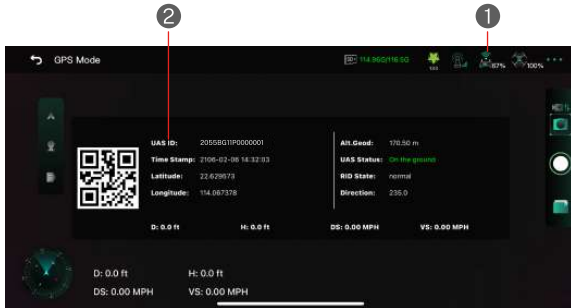 2 1
GPS Mode 114.96G/116.5G 67% 100%
UAS ID: 2055BG11P0000001 Alt.Geod: 170.50 m
Time Stamp: 2106-02-06 14:32:03 UAS Status: On the ground
Latitude: 22.629573 RID State: normal
Longitude: 114.067378 Direction: 235.0
D: 0.0 ft H: 0.0 ft DS: 0.00 MPH VS: 0.00 MPH
D: 0.0 ft H: 0.0 ft
DS: 0.00 MPH VS: 0.00 MPH